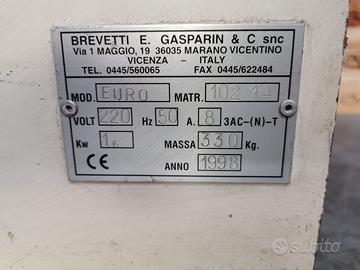 BREVETTI E. GASPARIN & C snc
Via 1 MAGGIO, 19 36035 MARANO VICENTINO
VICENZA - ITALY
TEL. 0445/560065 FAX 0445/622484
MOD. EURO MATR. 102 14
VOLT 220 Hz 50 A. 8 3AC-(N)-T
Kw 1,6 MASSA 330 Kg.
CE ANNO 1998
subito